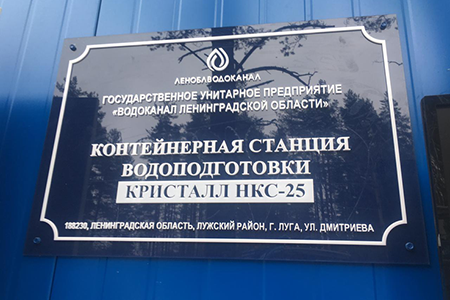 ЛЕНОБЛВОДОКАНАЛ
ГОСУДАРСТВЕННОЕ УНИТАРНОЕ ПРЕДПРИЯТИЕ
«ВОДОКАНАЛ ЛЕНИНГРАДСКОЙ ОБЛАСТИ»
КОНТЕЙНЕРНАЯ СТАНЦИЯ
ВОДОПОДГОТОВКИ
КРИСТАЛЛ НКС-25
188230, ЛЕНИНГРАДСКАЯ ОБЛАСТЬ, ЛУЖСКИЙ РАЙОН, Г. ЛУГА, УЛ. ДМИТРИЕВА